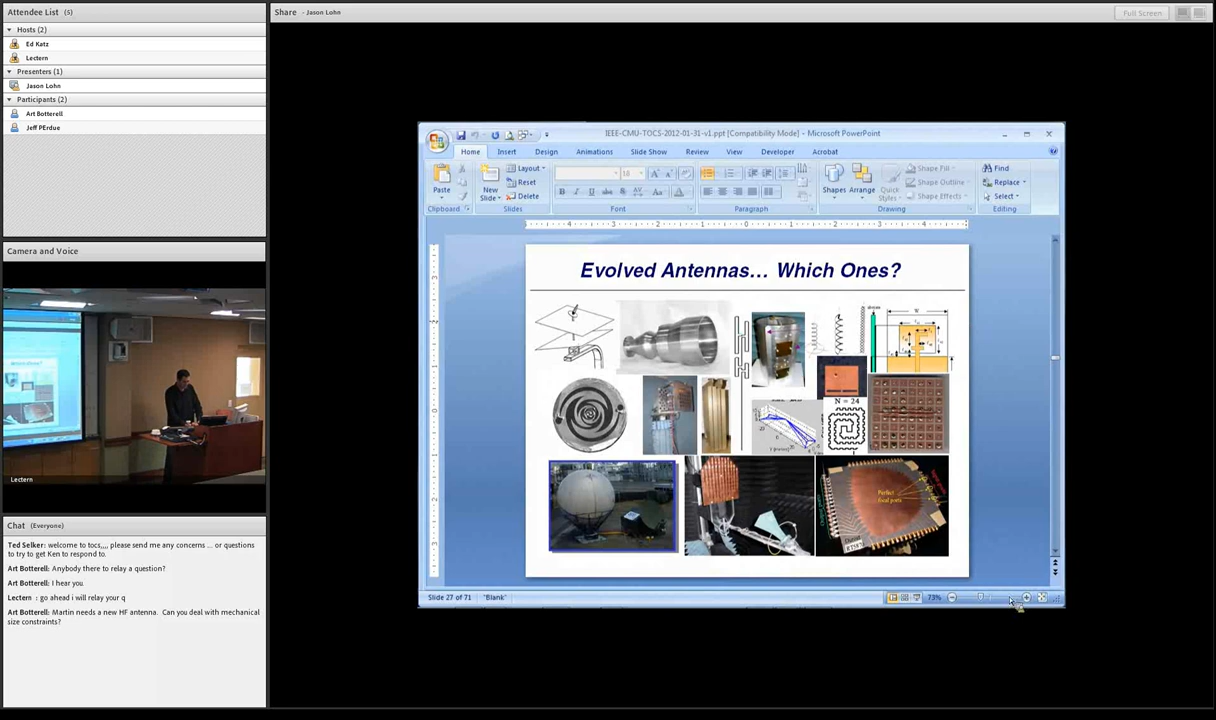 Attendee List (5)
Hosts (2)
Ed Katz
Lectern
Presenters (1)
Jason Lohn
Participants (2)
Art Botterell
Jeff PErdue
Camera and Voice
Lectern
Chat (Everyone)
Ted Selker: welcome to tocs,,,, please send me any concerns ... or questions
to try to get Ken to respond to.
Art Botterell: Anybody there to relay a question?
Art Botterell: I hear you.
Lectern : go ahead i will relay your q
Art Botterell: Martin needs a new HF antenna. Can you deal with mechanical
size constraints?
Share - Jason Lohn
Full Screen
IEEE-CMU-TOCS-2012-01-31-v1.ppt [Compatibility Mode] - Microsoft PowerPoint
Home Insert Design Animations Slide Show Review View Developer Acrobat
Paste
New
Slide
Layout
Reset
Delete
18
Shapes Arrange Quick
Styles
Shape Fill
Shape Outline
Shape Effects
Find
Replace
Select
Clipboard Slides Font Paragraph Drawing Editing
Evolved Antennas... Which Ones?
W
N = 24
Perfect
focal ports
Slide 27 of 71 "Blank" 73%